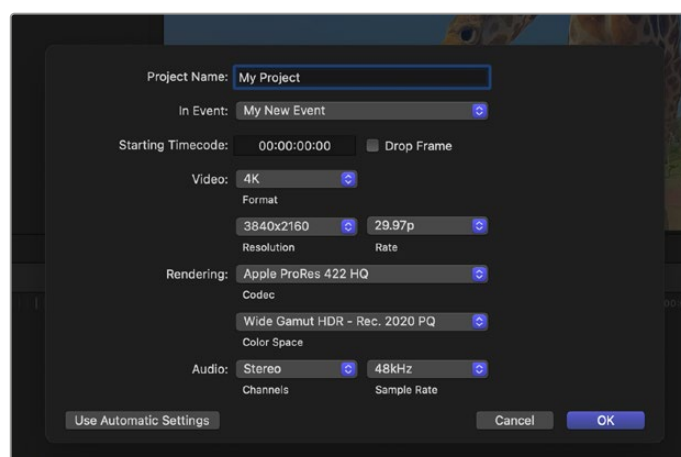 Project Name: My Project
In Event: My New Event
Starting Timecode: 00:00:00:00 Drop Frame
Video: 4K
Format
3840x2160 29.97p
Resolution Rate
Rendering: Apple ProRes 422 HQ
Codec
Wide Gamut HDR - Rec. 2020 PQ
Color Space
Audio: Stereo 48kHz
Channels Sample Rate
Use Automatic Settings Cancel OK